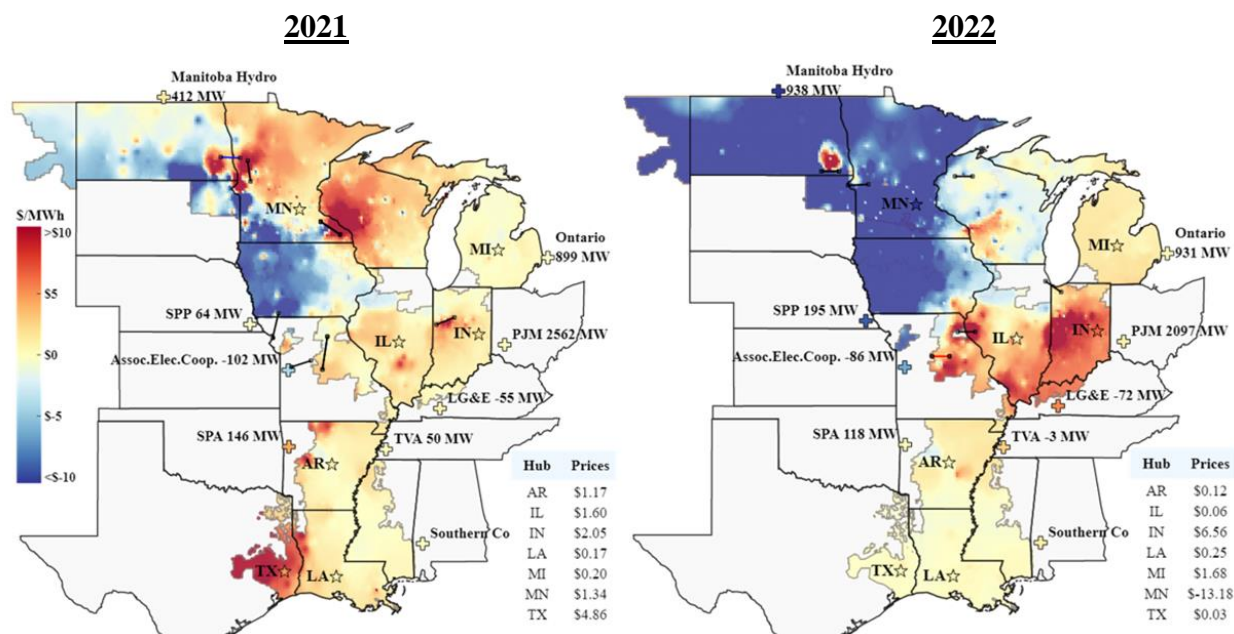 2021
Manitoba Hydro
412 MW
$/MWh
>$10
$5
$0
$-5
<$-10
MN
MI
Ontario
899 MW
SPP 64 MW
IL
IN
PJM 2562 MW
Assoc.Elec.Coop. -102 MW
LG&E -55 MW
SPA 146 MW
TVA 50 MW
AR
Southern Co
TX
LA
Hub Prices
AR $1.17
IL $1.60
IN $2.05
LA $0.17
MI $0.20
MN $1.34
TX $4.86
2022
Manitoba Hydro
938 MW
MN
MI
Ontario
931 MW
SPP 195 MW
IL
IN
PJM 2097 MW
Assoc.Elec.Coop. -86 MW
LG&E -72 MW
SPA 118 MW
TVA -3 MW
AR
Southern Co
TX
LA
Hub Prices
AR $0.12
IL $0.06
IN $6.56
LA $0.25
MI $1.68
MN $-13.18
TX $0.03